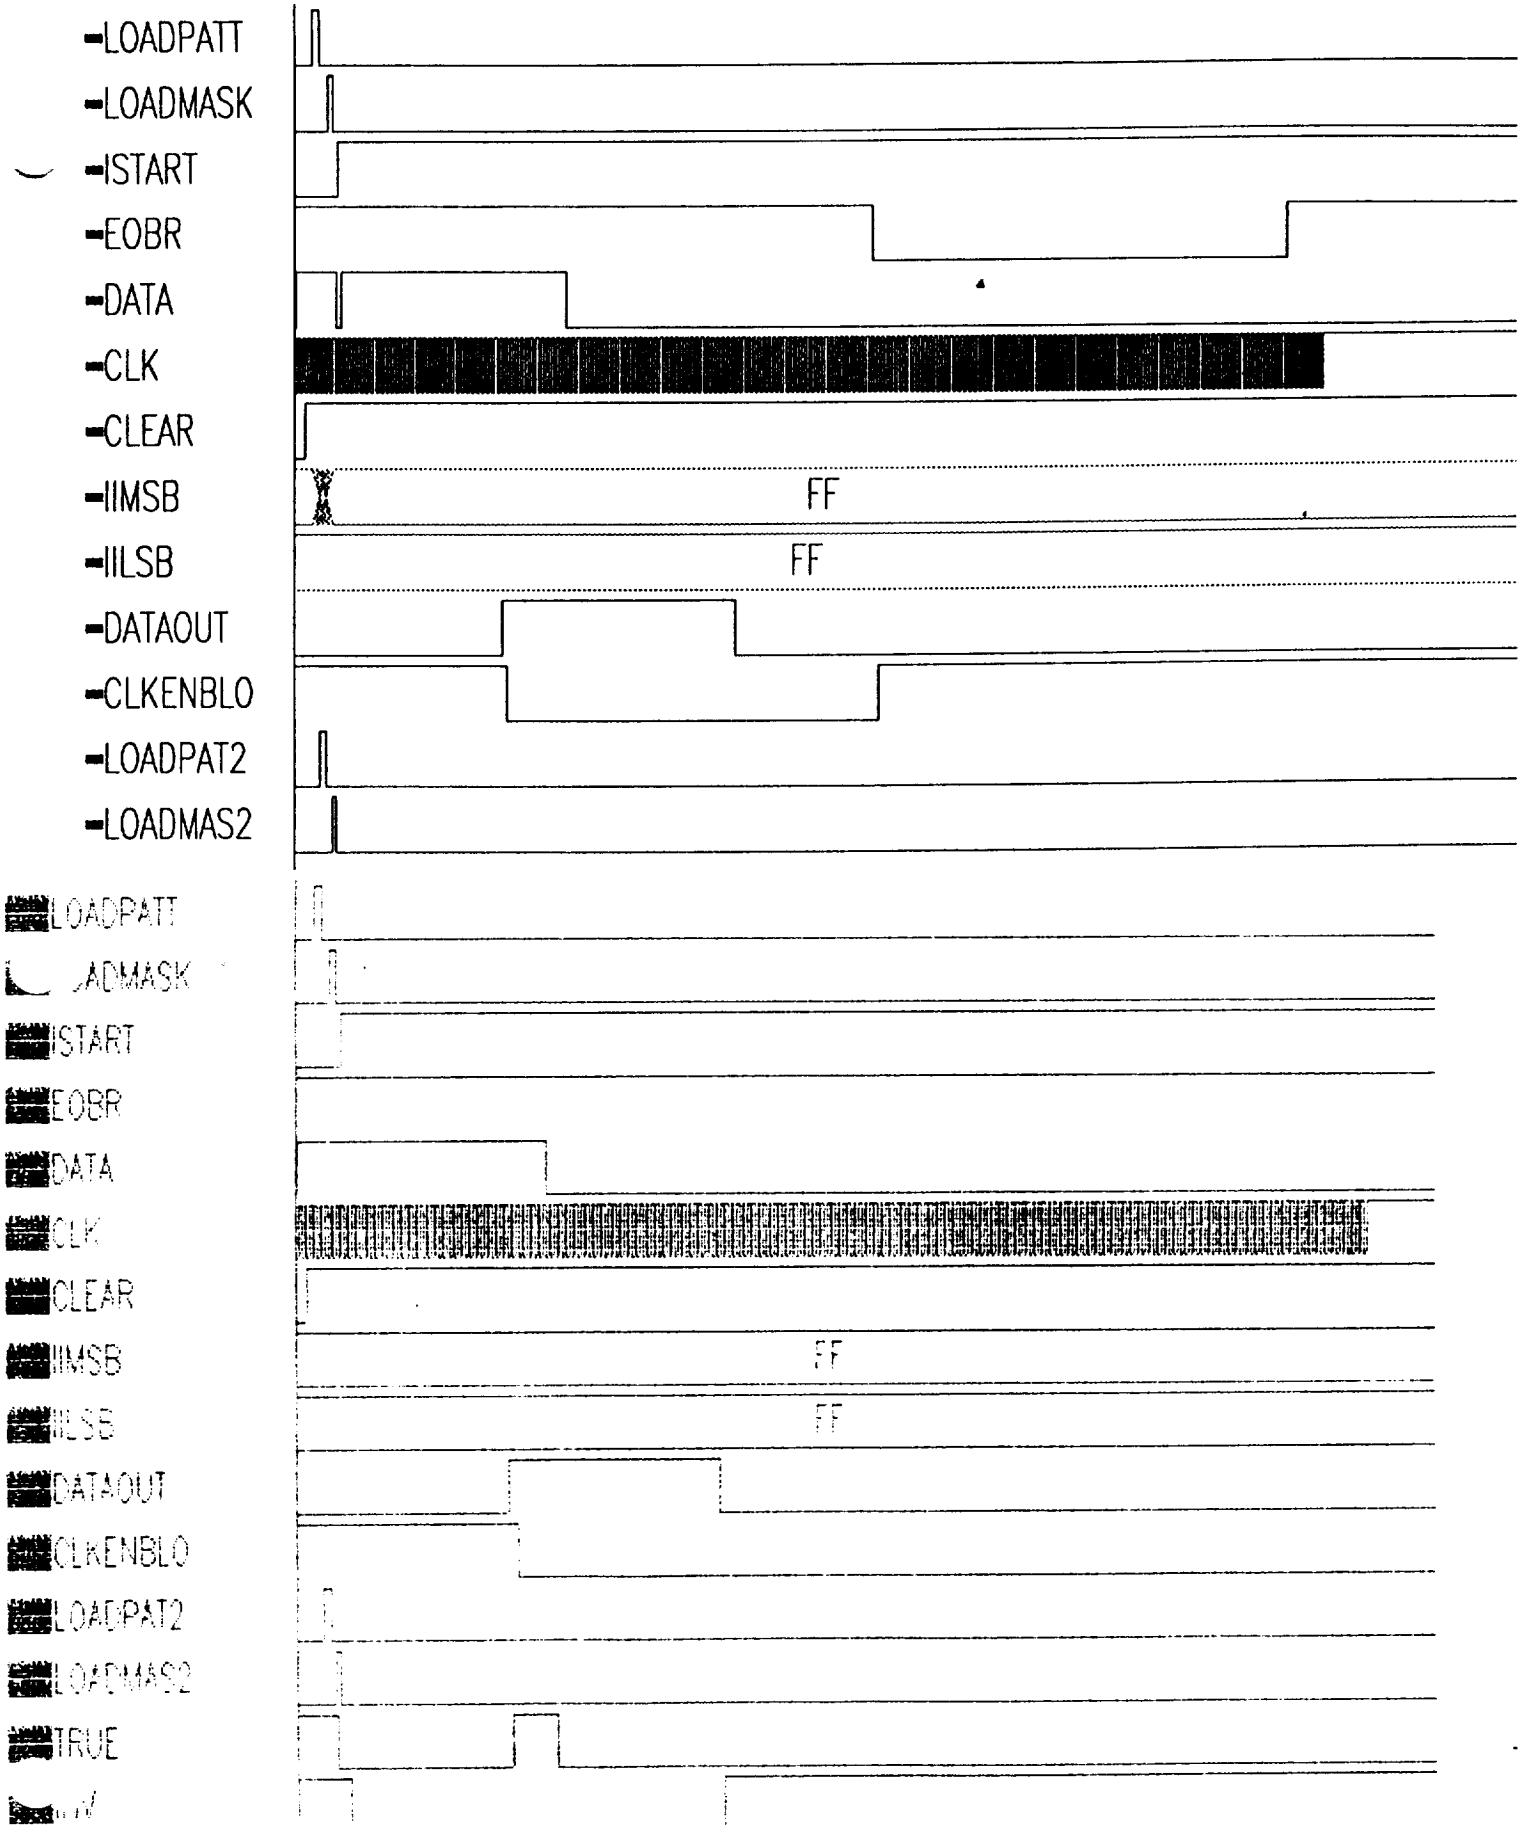 LOADPATT
LOADMASK
ISTART
EOBR
DATA
CLK
CLEAR
IIMSB
FF
IILSB
FF
DATAOUT
CLKENBLO
LOADPAT2
LOADMAS2
LOADPATT
ADMASK
ISTART
EOBR
DATA
CLK
CLEAR
IIMSB
FF
IILSB
FF
DATAOUT
CLKENBLO
LOADPAT2
LOADMAS2
TRUE